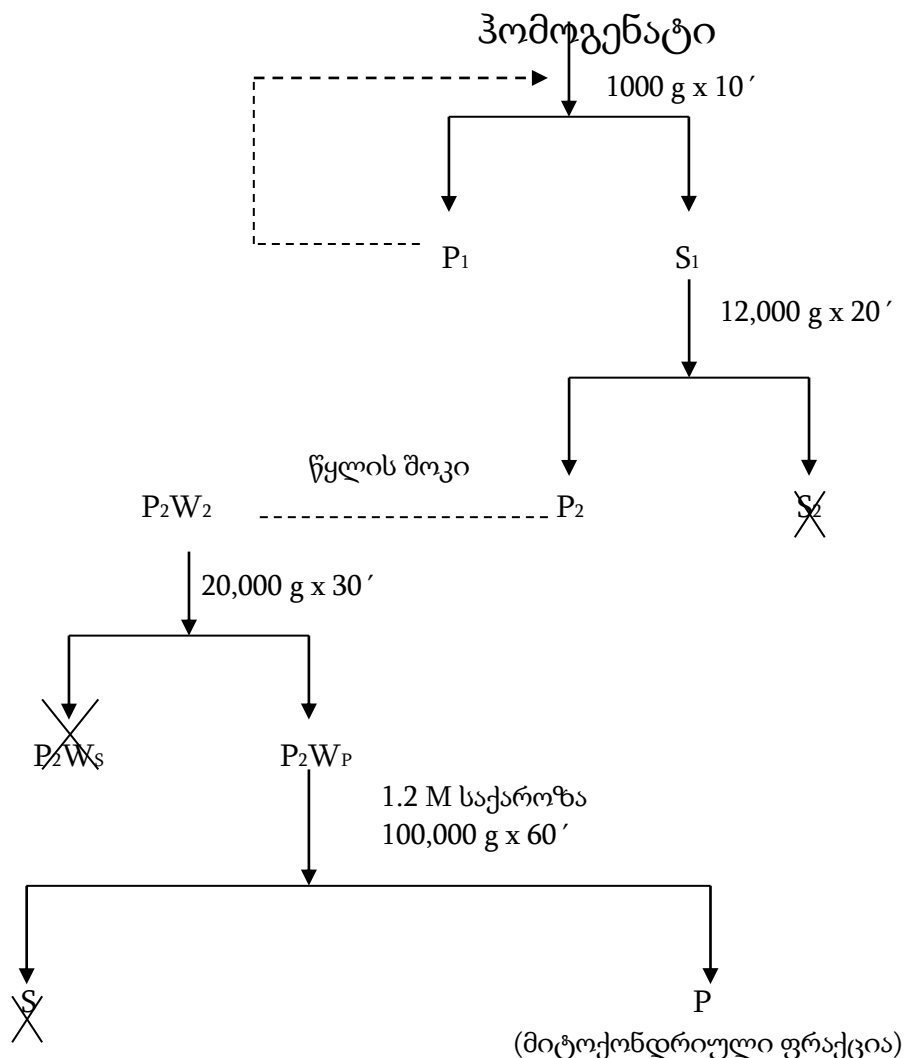 ჰომოგენატი
1000 g x 10´
P₁ S₁
12,000 g x 20´
წყლის შოკი
P₂W₂ P₂ S₂
20,000 g x 30´
P₂Wₛ P₂Wₚ
1.2 M საქაროზა
100,000 g x 60´
S P
(მიტოქონდრიული ფრაქცია)